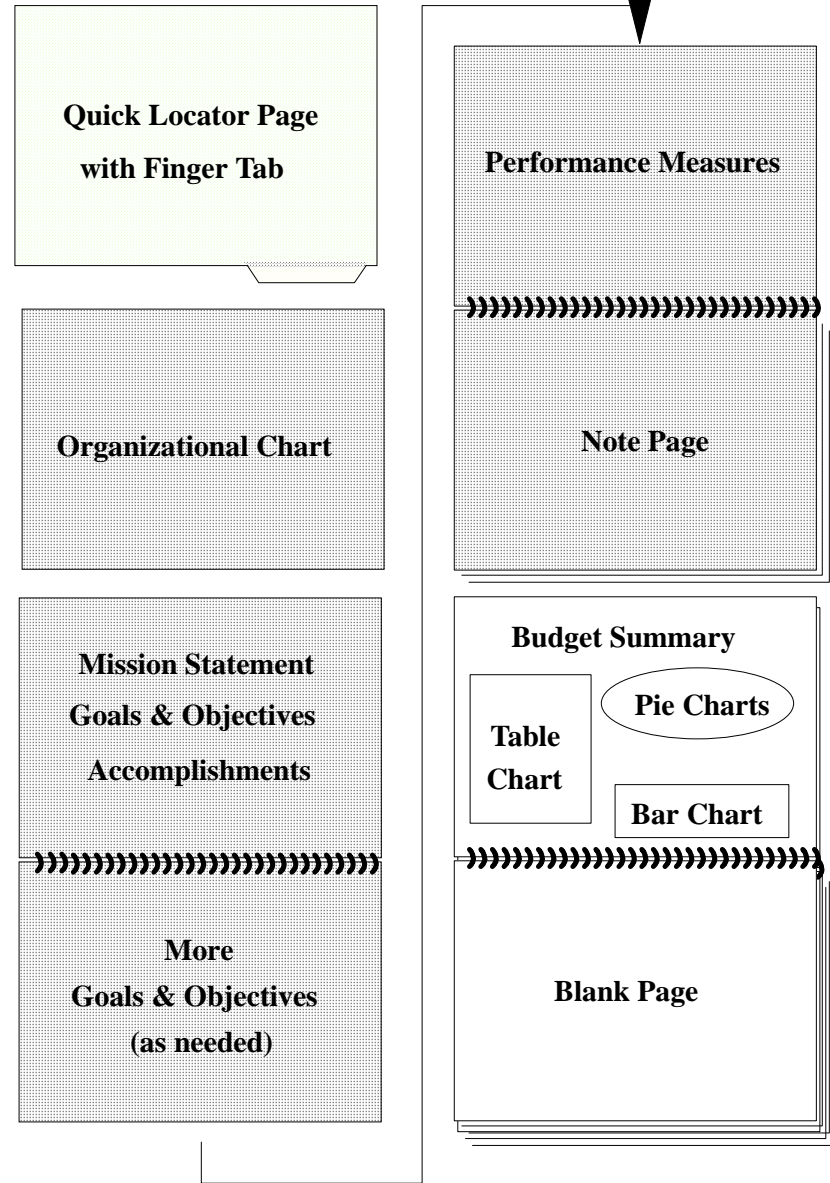 Quick Locator Page
with Finger Tab
Organizational Chart
Mission Statement
Goals & Objectives
Accomplishments
More
Goals & Objectives
(as needed)
Performance Measures
Note Page
Budget Summary
Table
Chart
Pie Charts
Bar Chart
Blank Page